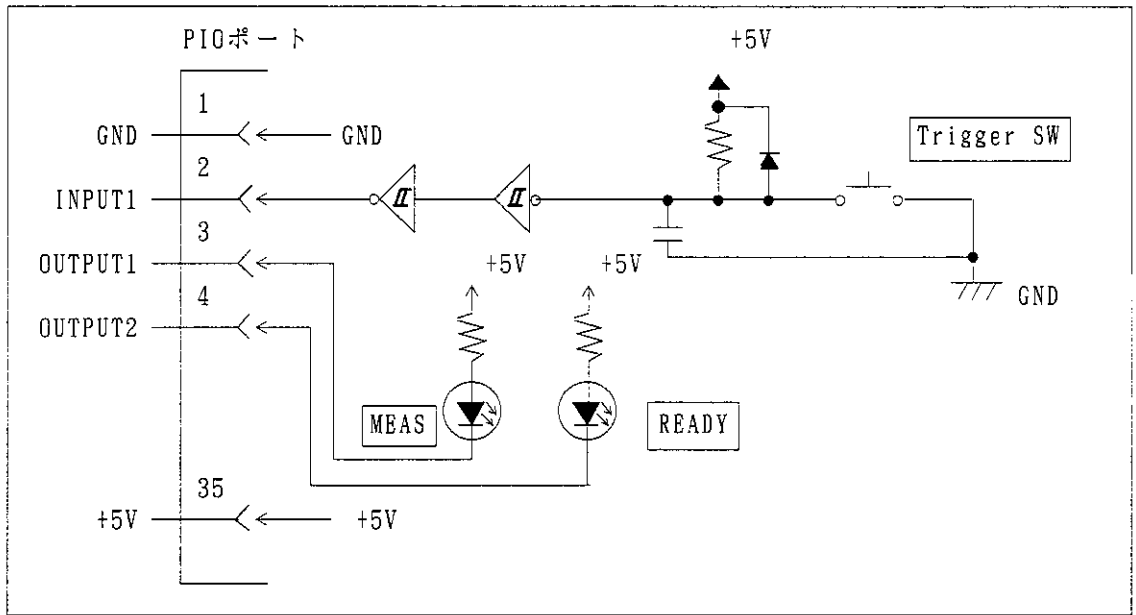 PIOポート
+5V
1
GND
GND
Trigger SW
2
INPUT1
3
OUTPUT1
+5V
+5V
GND
4
OUTPUT2
MEAS
READY
35
+5V
+5V